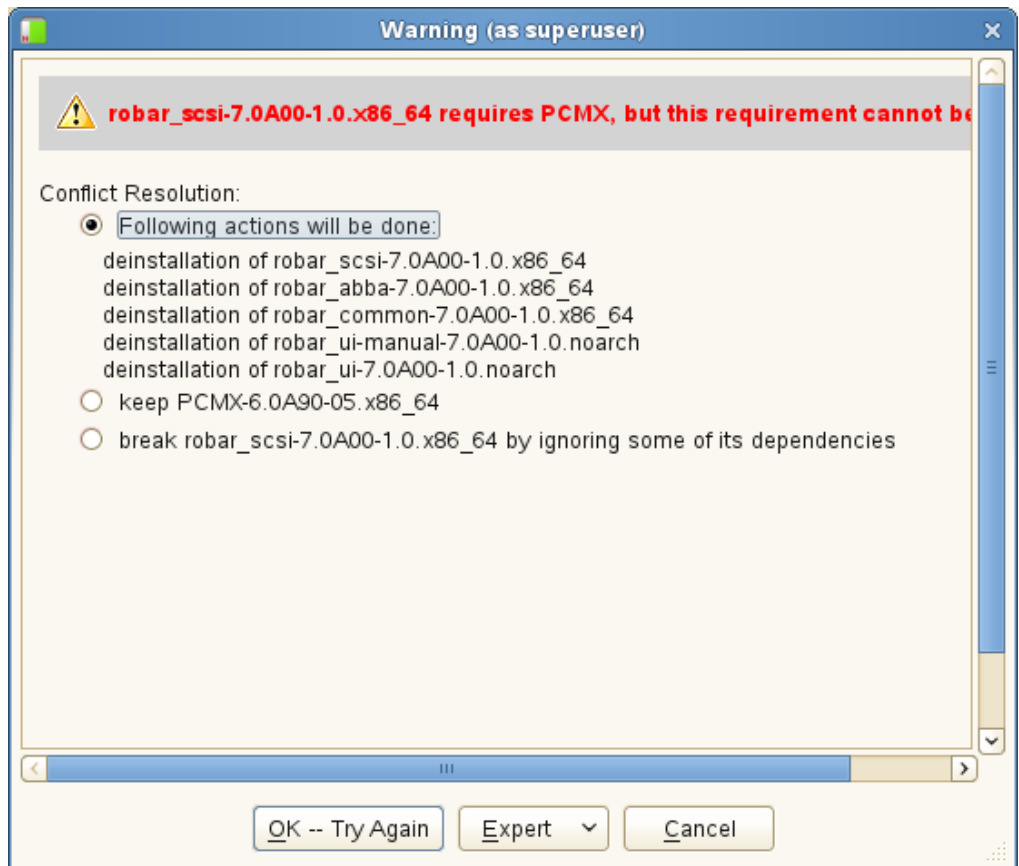 Warning (as superuser)
robar_scsi-7.0A00-1.0.x86_64 requires PCMX, but this requirement cannot be
Conflict Resolution:
Following actions will be done:
deinstallation of robar_scsi-7.0A00-1.0.x86_64
deinstallation of robar_abba-7.0A00-1.0.x86_64
deinstallation of robar_common-7.0A00-1.0.x86_64
deinstallation of robar_ui-manual-7.0A00-1.0.noarch
deinstallation of robar_ui-7.0A00-1.0.noarch
keep PCMX-6.0A90-05.x86_64
break robar_scsi-7.0A00-1.0.x86_64 by ignoring some of its dependencies
OK -- Try Again
Expert
Cancel